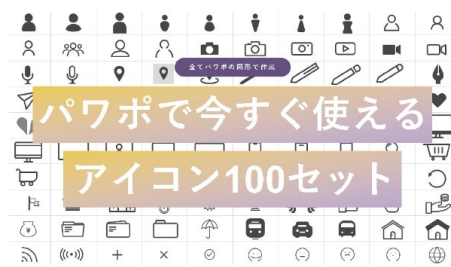 全てパワポの図形で作成
パワポで今すぐ使える
アイコン100セット